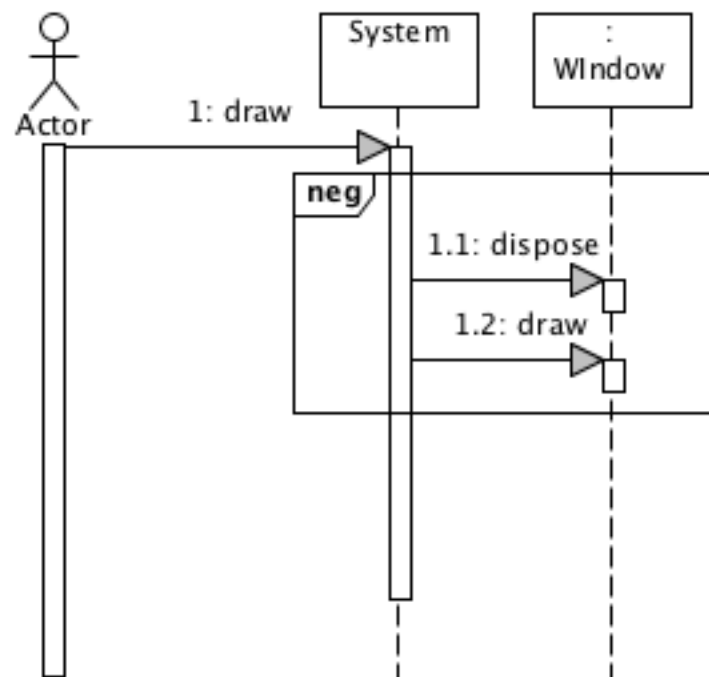 System
:
WIndow
Actor
1: draw
neg
1.1: dispose
1.2: draw